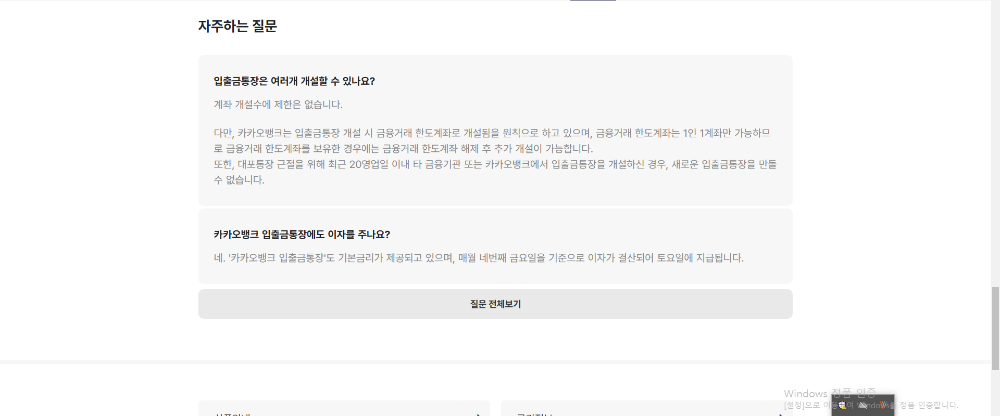 자주하는 질문
입출금통장은 여러개 개설할 수 있나요?
계좌 개설수에 제한은 없습니다.
다만, 카카오뱅크는 입출금통장 개설 시 금융거래 한도계좌로 개설됨을 원칙으로 하고 있으며, 금융거래 한도계좌는 1인 1계좌만 가능하므
로 금융거래 한도계좌를 보유한 경우에는 금융거래 한도계좌 해제 후 추가 개설이 가능합니다.
또한, 대포통장 근절을 위해 최근 20영업일 이내 타 금융기관 또는 카카오뱅크에서 입출금통장을 개설하신 경우, 새로운 입출금통장을 만들
수 없습니다.
카카오뱅크 입출금통장에도 이자를 주나요?
네. '카카오뱅크 입출금통장'도 기본금리가 제공되고 있으며, 매월 네번째 금요일을 기준으로 이자가 결산되어 토요일에 지급됩니다.
질문 전체보기
Windows 정품 인증
[설정]으로 이동 여 Windows를 정품 인증합니다.